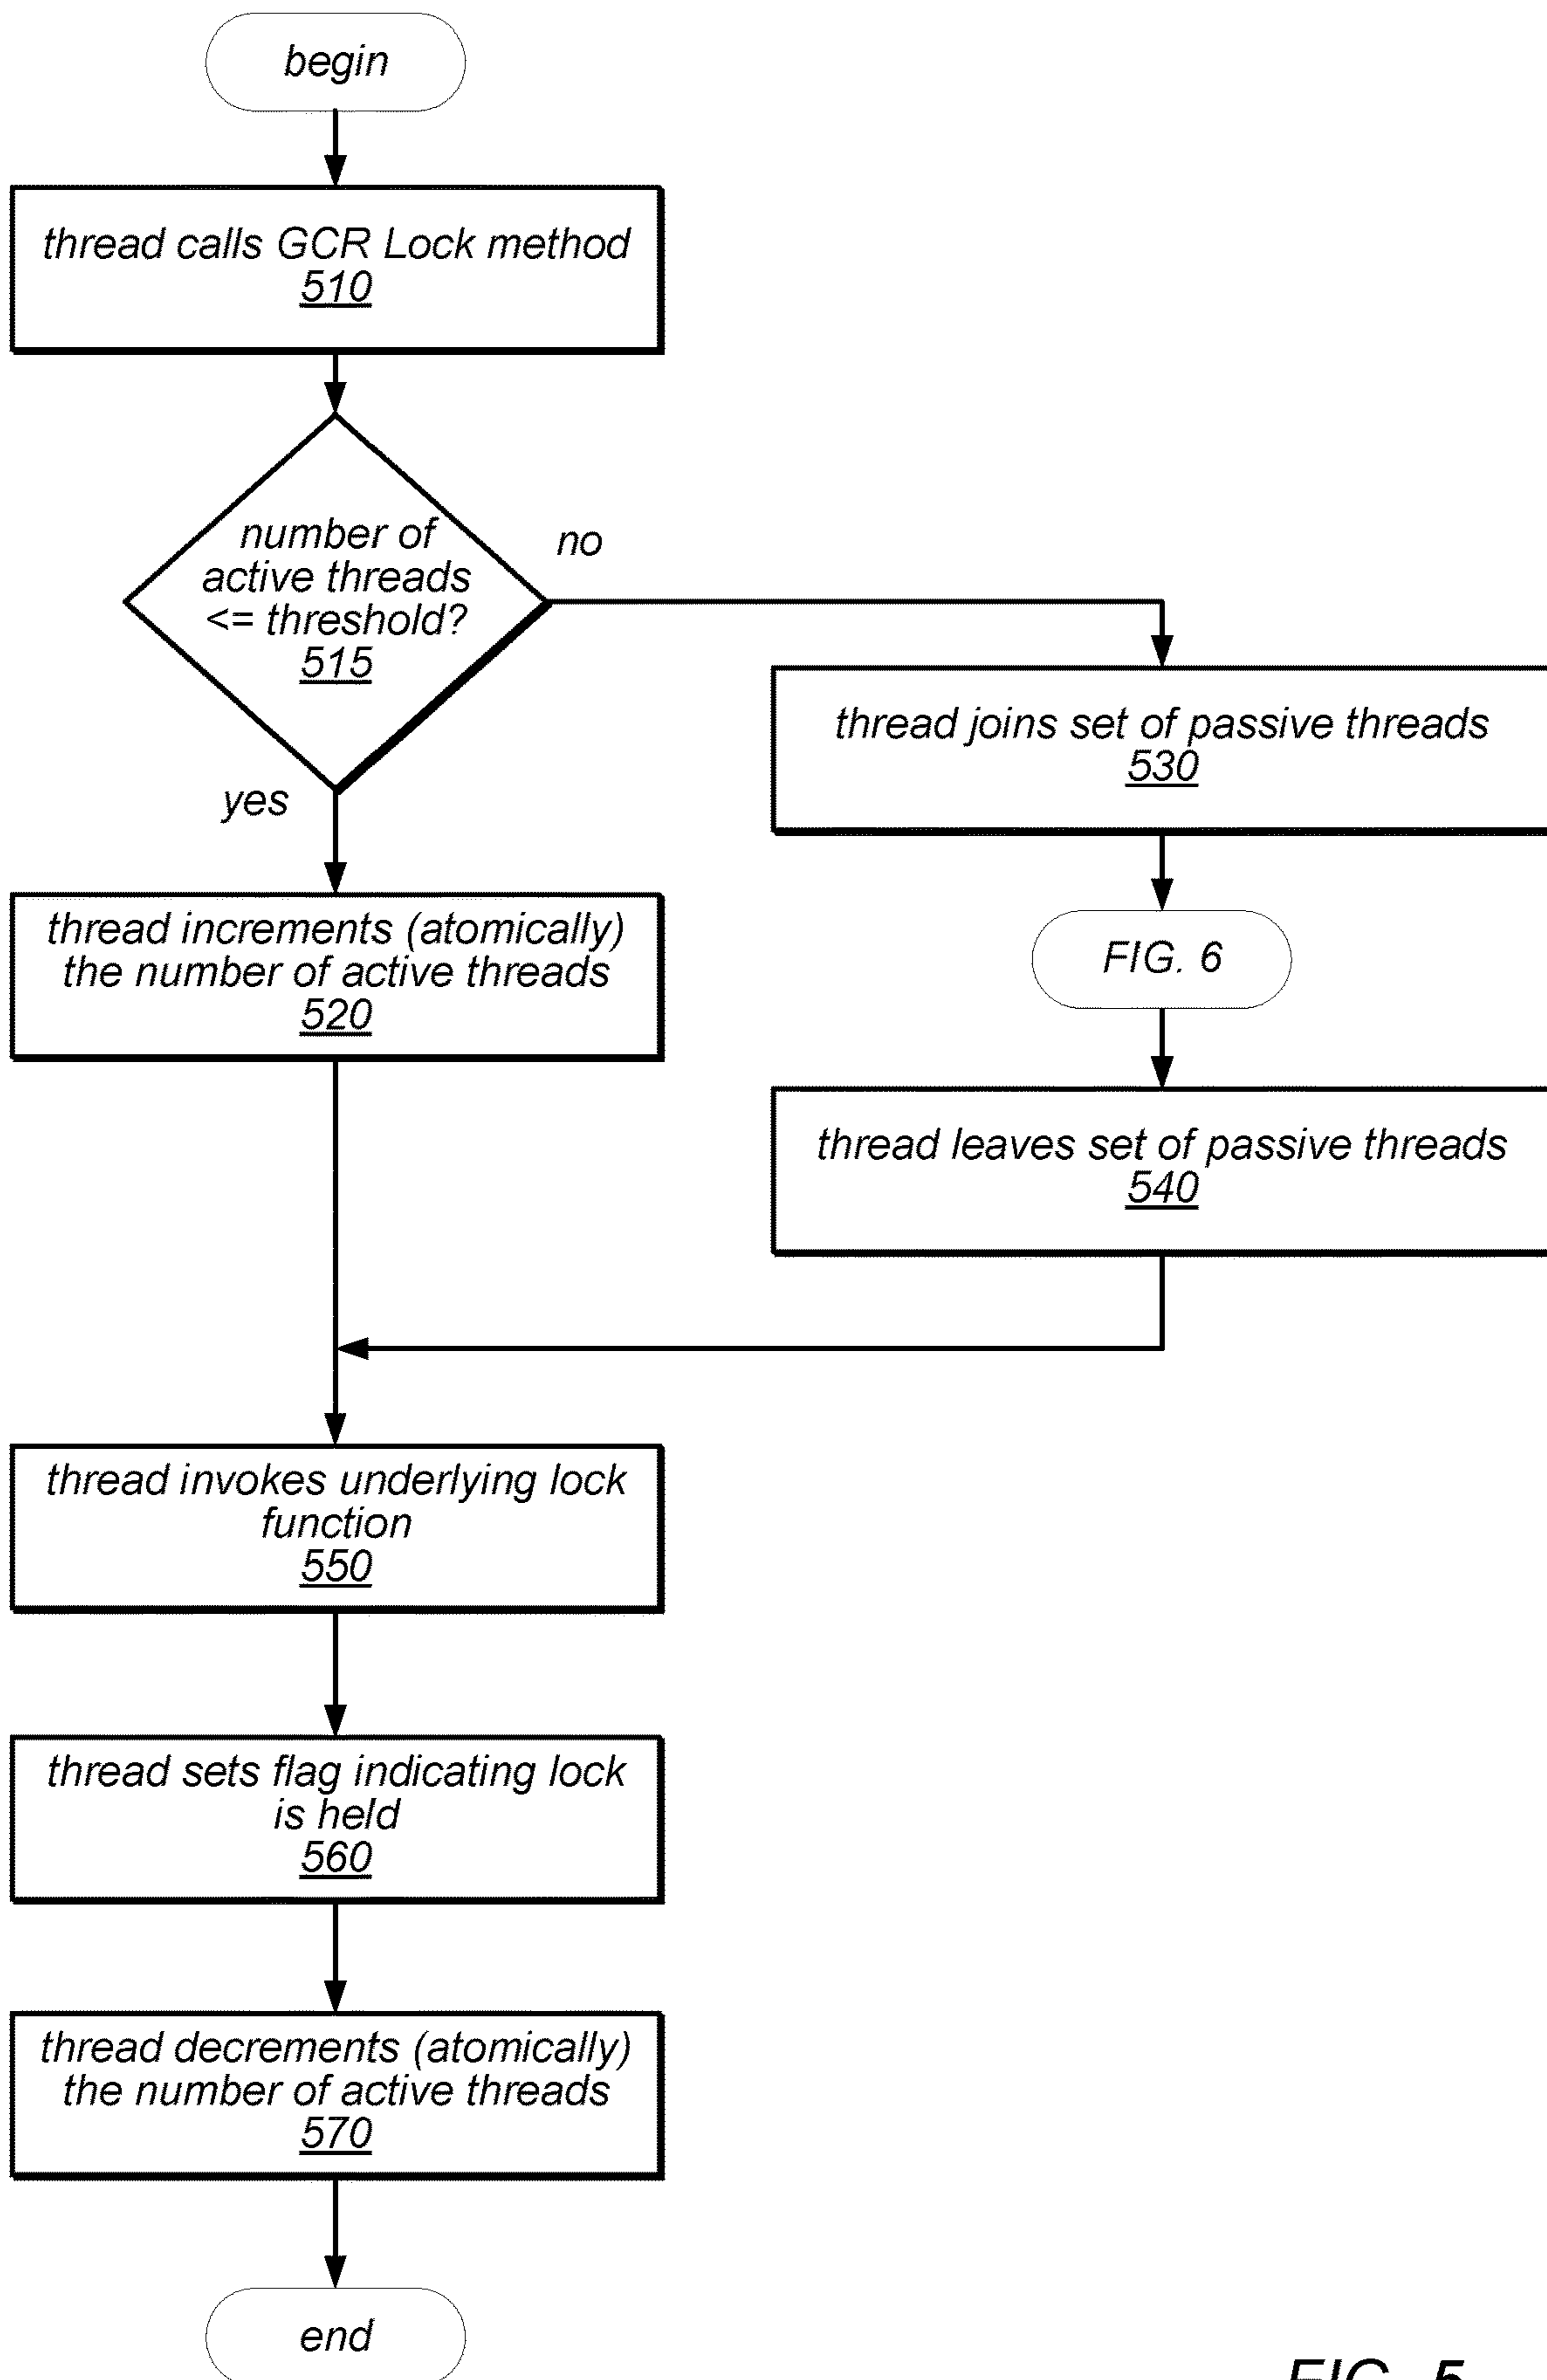 begin
thread calls GCR Lock method
510
number of
active threads
<= threshold?
515
no
yes
thread joins set of passive threads
530
thread increments (atomically)
the number of active threads
520
FIG. 6
thread leaves set of passive threads
540
thread invokes underlying lock
function
550
thread sets flag indicating lock
is held
560
thread decrements (atomically)
the number of active threads
570
end
FIG. 5